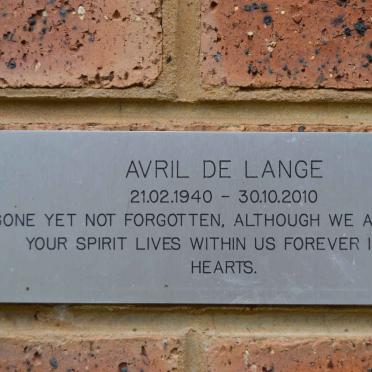 AVRIL DE LANGE
21.02.1940 - 30.10.2010
GONE YET NOT FORGOTTEN, ALTHOUGH WE A
YOUR SPIRIT LIVES WITHIN US FOREVER I
HEARTS.